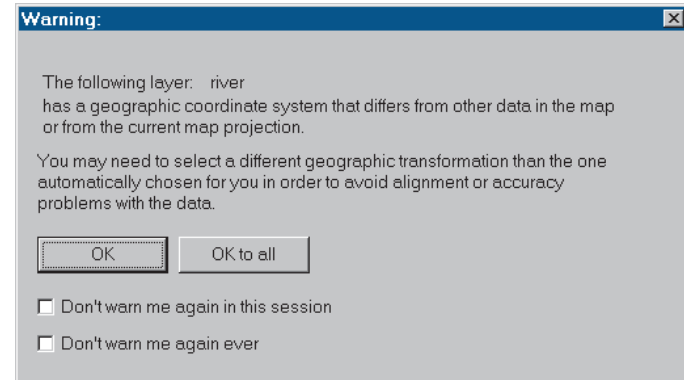 Warning:
The following layer: river
has a geographic coordinate system that differs from other data in the map
or from the current map projection.
You may need to select a different geographic transformation than the one
automatically chosen for you in order to avoid alignment or accuracy
problems with the data.
OK OK to all
Don't warn me again in this session
Don't warn me again ever